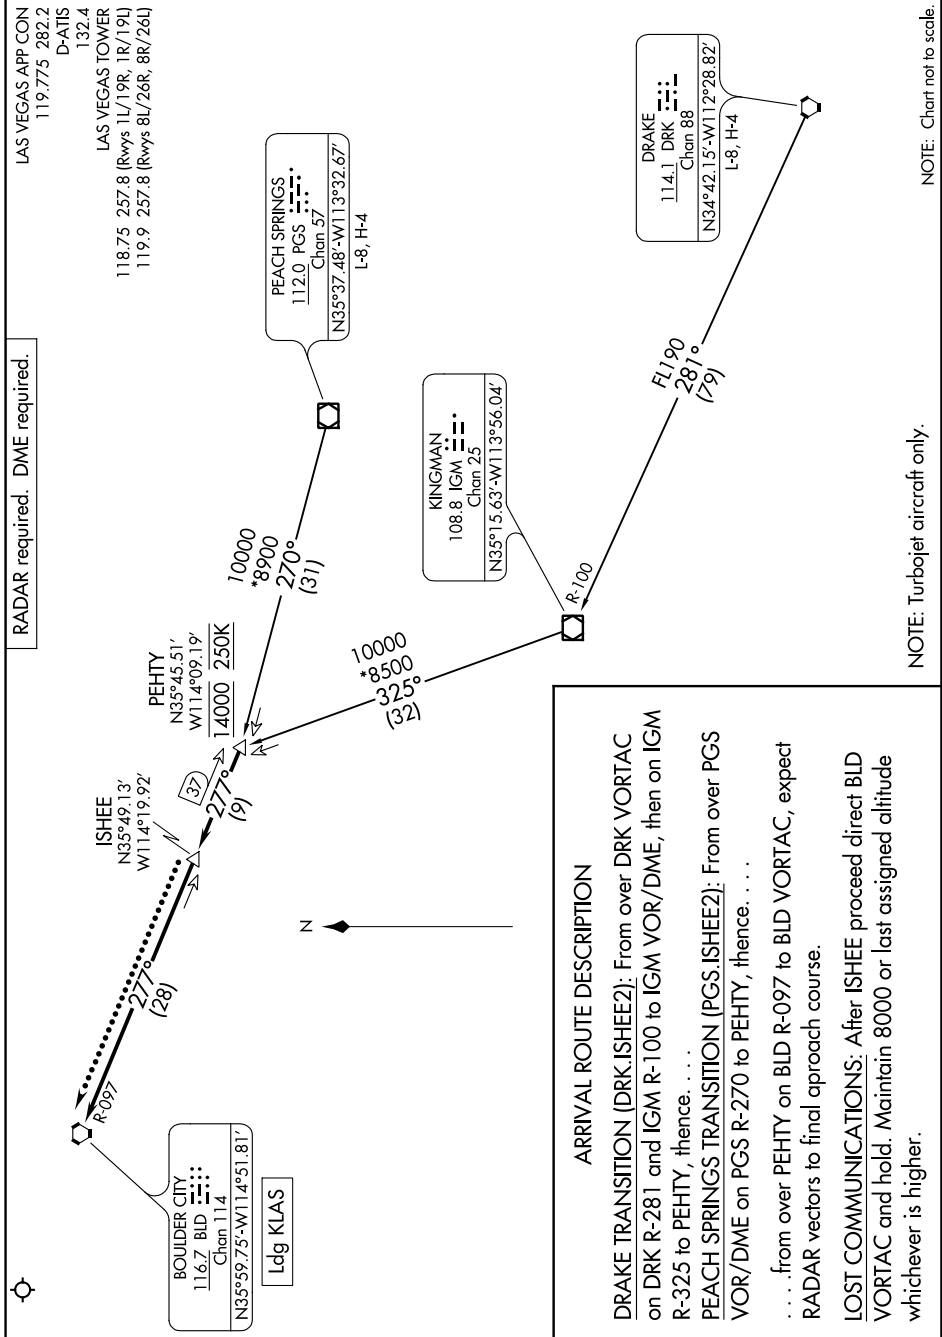 RADAR required.  DME required.
LAS VEGAS APP CON
119.775  282.2
D-ATIS
132.4
LAS VEGAS TOWER
118.75  257.8 (Rwys 1L/19R, 1R/19L)
119.9  257.8 (Rwys 8L/26R, 8R/26L)
BOULDER CITY
116.7  BLD
Chan 114
N35°59.75'-W114°51.81'
Ldg KLAS
R-097
277°
(28)
ISHEE
N35°49.13'
W114°19.92'
37
277°
(9)
PEHTY
N35°45.51'
W114°09.19'
14000  250K
10000
*8900
270°
(31)
PEACH SPRINGS
112.0  PGS
Chan 57
N35°37.48'-W113°32.67'
L-8, H-4
10000
*8500
325°
(32)
KINGMAN
108.8  IGM
Chan 25
N35°15.63'-W113°56.04'
R-100
FL190
281°
(79)
DRAKE
114.1  DRK
Chan 88
N34°42.15'-W112°28.82'
L-8, H-4
N
ARRIVAL ROUTE DESCRIPTION
DRAKE TRANSITION (DRK.ISHEE2): From over DRK VORTAC
on DRK R-281 and IGM R-100 to IGM VOR/DME, then on IGM
R-325 to PEHTY, thence. . . .
PEACH SPRINGS TRANSITION (PGS.ISHEE2): From over PGS
VOR/DME on PGS R-270 to PEHTY, thence. . . .
. . . .from over PEHTY on BLD R-097 to BLD VORTAC, expect
RADAR vectors to final aproach course.
LOST COMMUNICATIONS: After ISHEE proceed direct BLD
VORTAC and hold. Maintain 8000 or last assigned altitude
whichever is higher.
NOTE: Turbojet aircraft only.
NOTE:  Chart not to scale.